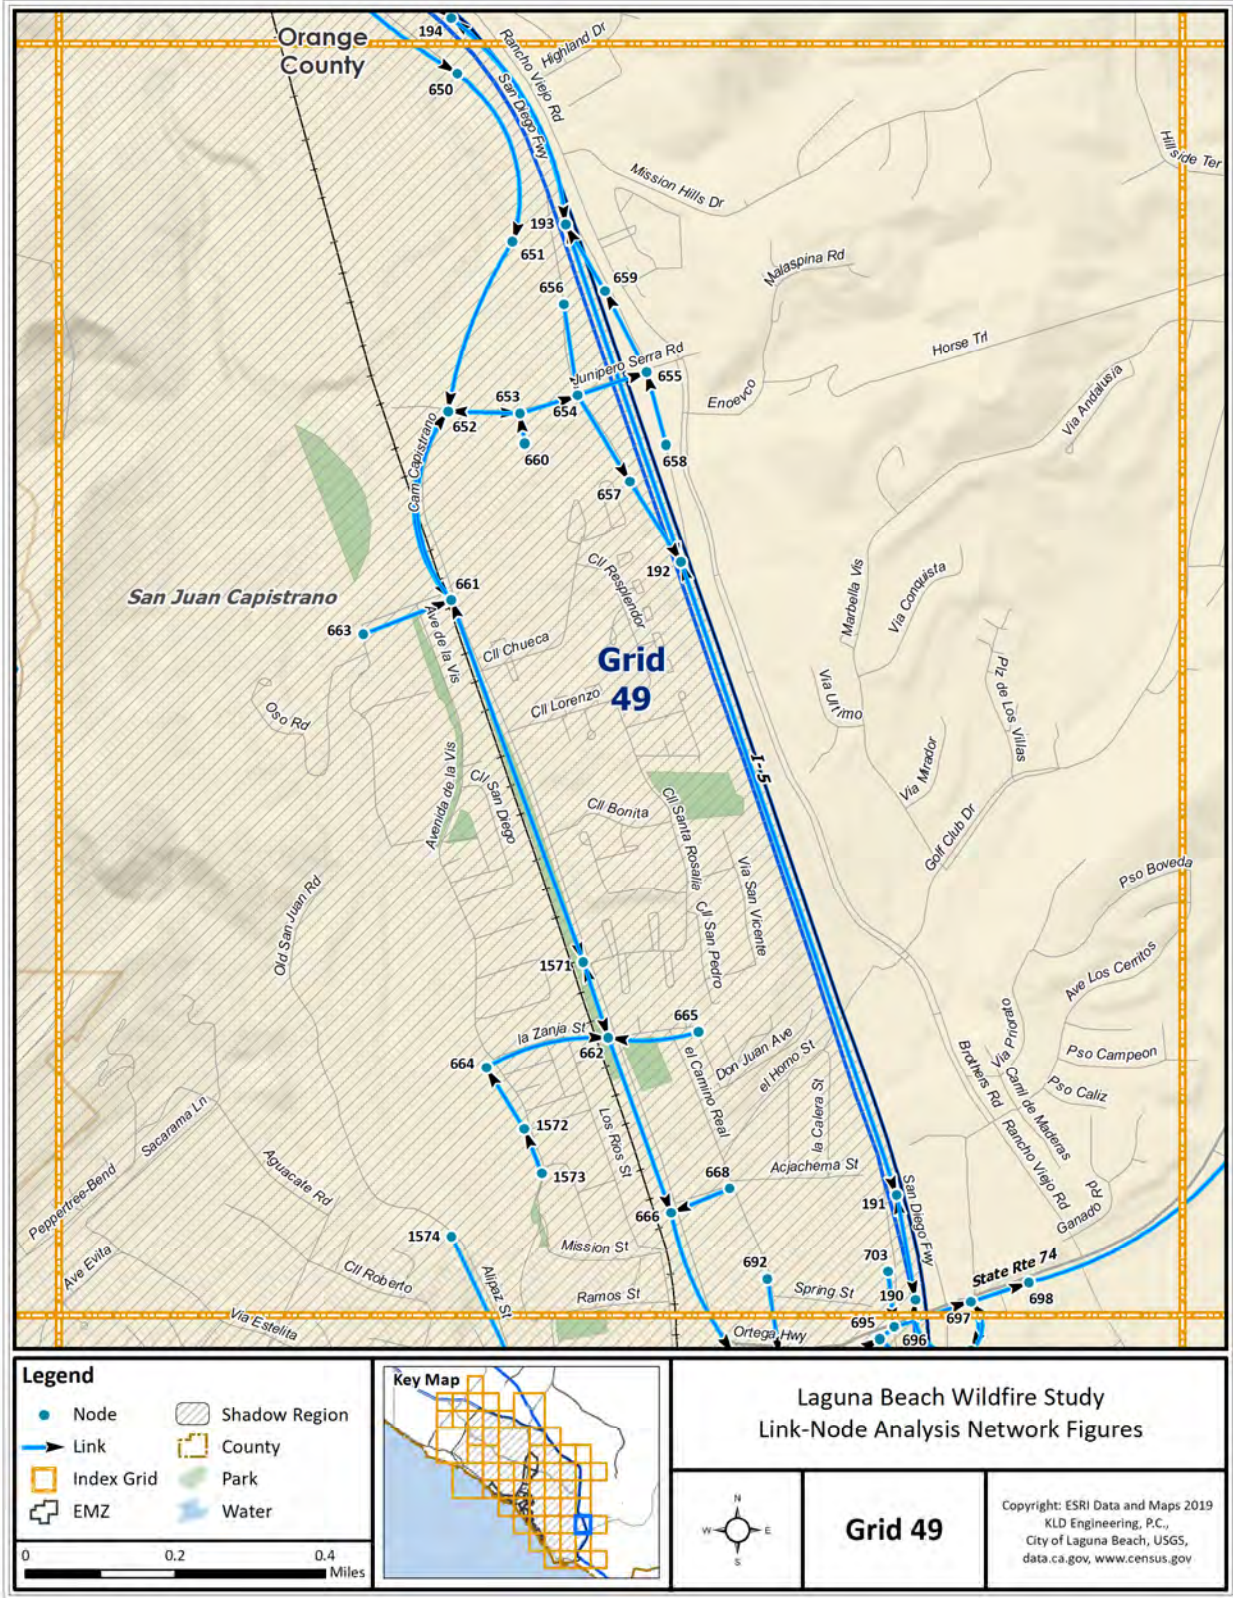 194
Orange
County
Rancho Viejo Rd
Highland Dr
650
San Diego Fwy
Hillside Ter
Mission Hills Dr
193
651
Malaspina Rd
659
656
Horse Trl
Junipero Serra Rd
655
Enoevco
Via Andalusia
653
654
652
Cam Capistrano
660
658
657
192
Cll Resplendor
Marbella Vis
Via Conquista
San Juan Capistrano
661
663
Ave de la Vis
Cll Chueca
Grid
49
Plz de Los Villas
Via Ultimo
Cll Lorenzo
Oso Rd
Via Mirador
I-5
Avenida de la Vis
Cll San Diego
Cll Bonita
Cll Santa Rosalia
Golf Club Dr
Via San Vicente
Pso Boveda
Old San Juan Rd
Cll San Pedro
1571
Ave Los Cerritos
Via Priorato
665
la Zanja St
662
664
el Camino Real
Don Juan Ave
el Horno St
Brothers Rd
Pso Campeon
Pso Caliz
Camil de Maderas
la Calera St
Sacarama Ln
1572
Los Rios St
Rancho Viejo Rd
Aguacate Rd
1573
668
Acjachema St
Peppertree-Bend
666
191
San Diego Fwy
Ganado Rd
1574
Mission St
Ave Evita
Cll Roberto
Alipaz St
692
703
State Rte 74
Spring St
190
698
Ramos St
697
Via Estelita
695
696
Ortega Hwy
Legend
Node
Shadow Region
Link
County
Index Grid
Park
EMZ
Water
0
0.2
0.4
Miles
Key Map
Laguna Beach Wildfire Study
Link-Node Analysis Network Figures
N
W
E
S
Grid 49
Copyright: ESRI Data and Maps 2019
KLD Engineering, P.C.,
City of Laguna Beach, USGS,
data.ca.gov, www.census.gov